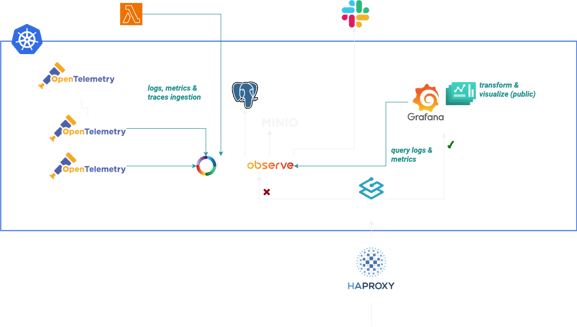 OpenTelemetry
logs, metrics &
traces ingestion
transform &
visualize (public)
Grafana
OpenTelemetry
MINIO
query logs &
metrics
OpenTelemetry
observe
HAPROXY